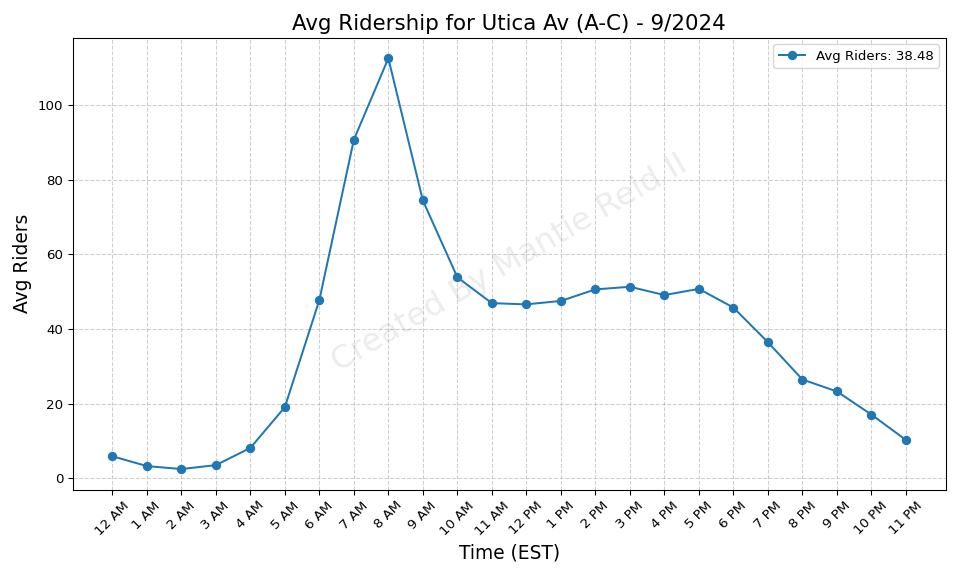 Avg Ridership for Utica Av (A-C) - 9/2024
Avg Riders: 38.48
Avg Riders
100
80
60
40
20
0
Created By Mantle Reid II
12 AM
1 AM
2 AM
3 AM
4 AM
5 AM
6 AM
7 AM
8 AM
9 AM
10 AM
11 AM
12 PM
1 PM
2 PM
3 PM
4 PM
5 PM
6 PM
7 PM
8 PM
9 PM
10 PM
11 PM
Time (EST)